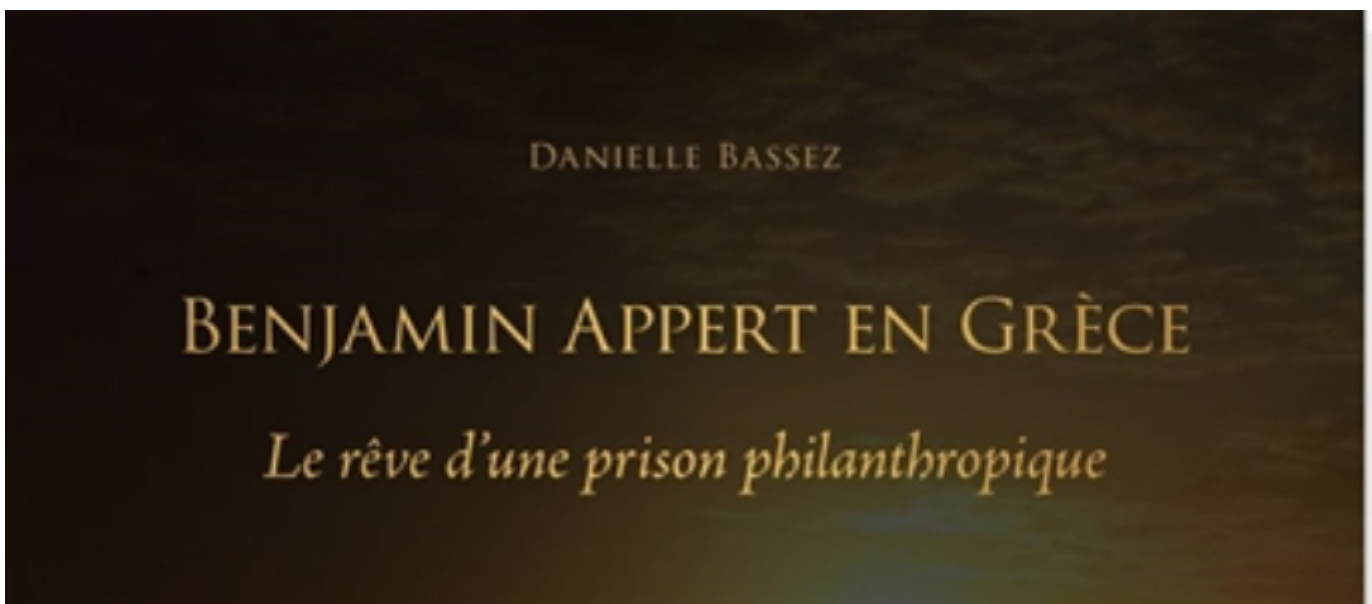 Danielle Bassez
Benjamin Appert en Grèce
Le rêve d’une prison philanthropique